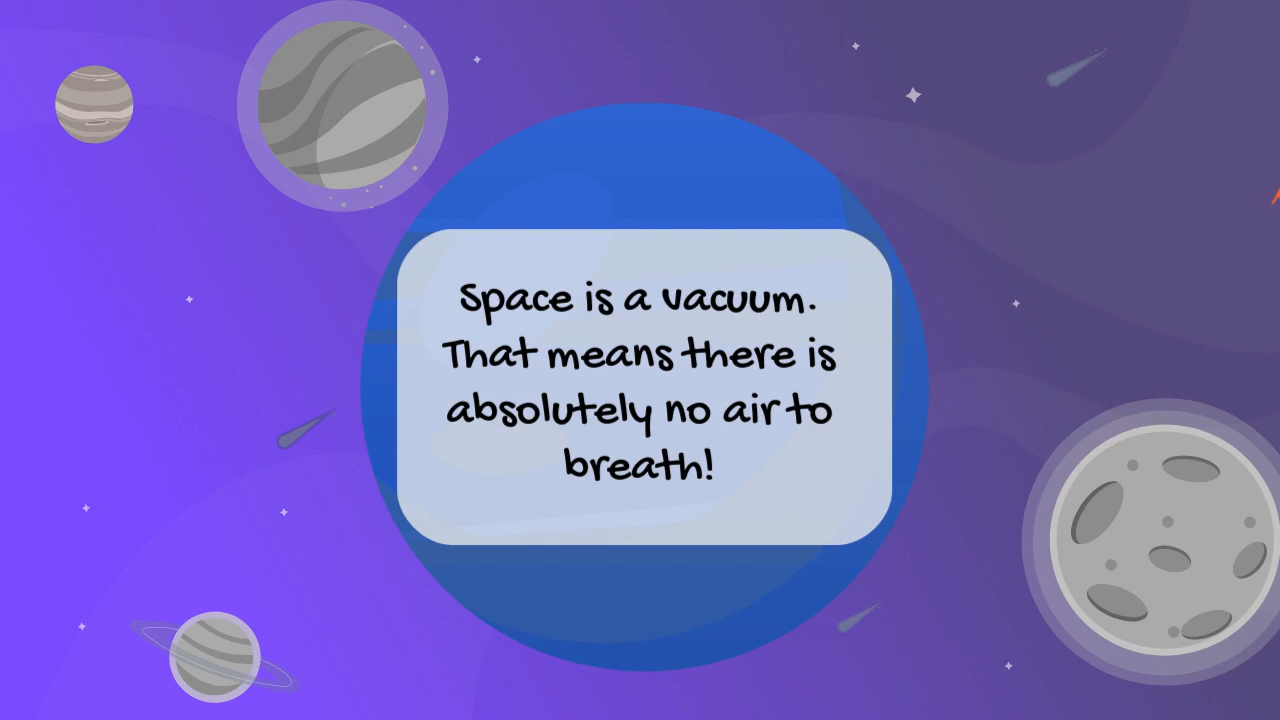 Space is a vacuum.
That means there is
absolutely no air to
breath!